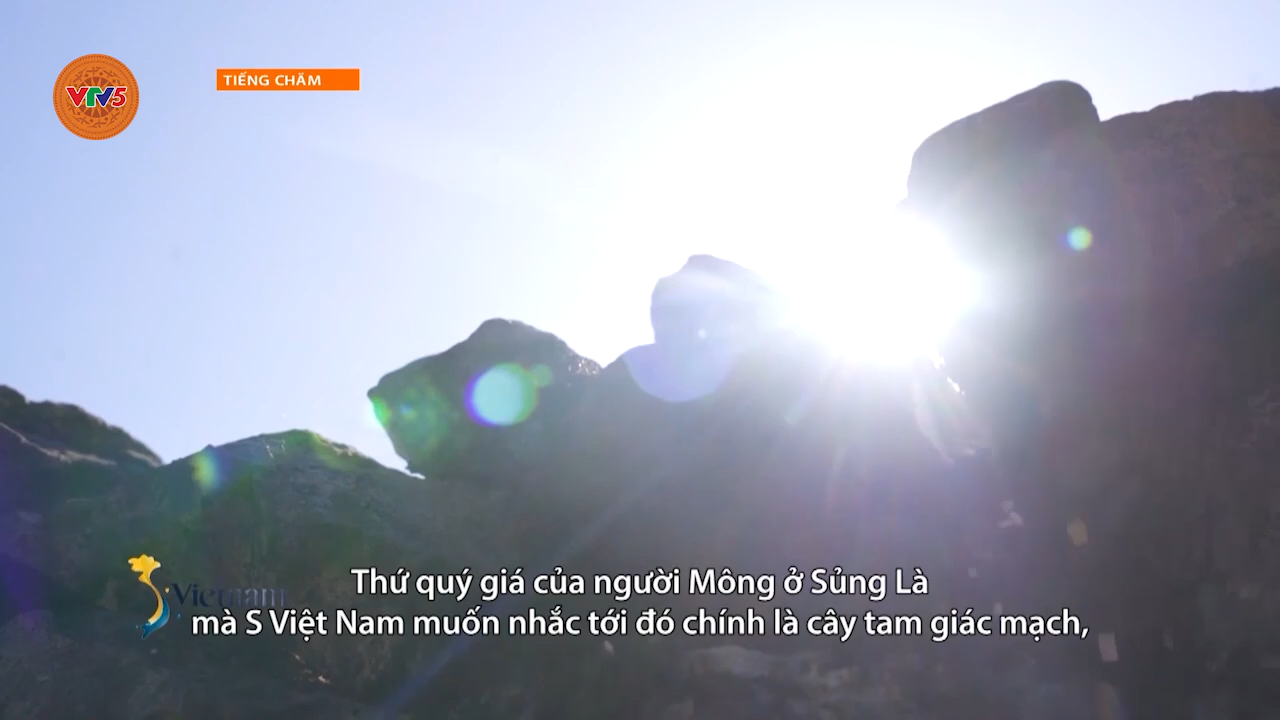 VTV5
TIẾNG CHĂM
Vietnam
Thứ quý giá của người Mông ở Sủng Là
mà S Việt Nam muốn nhắc tới đó chính là cây tam giác mạch,